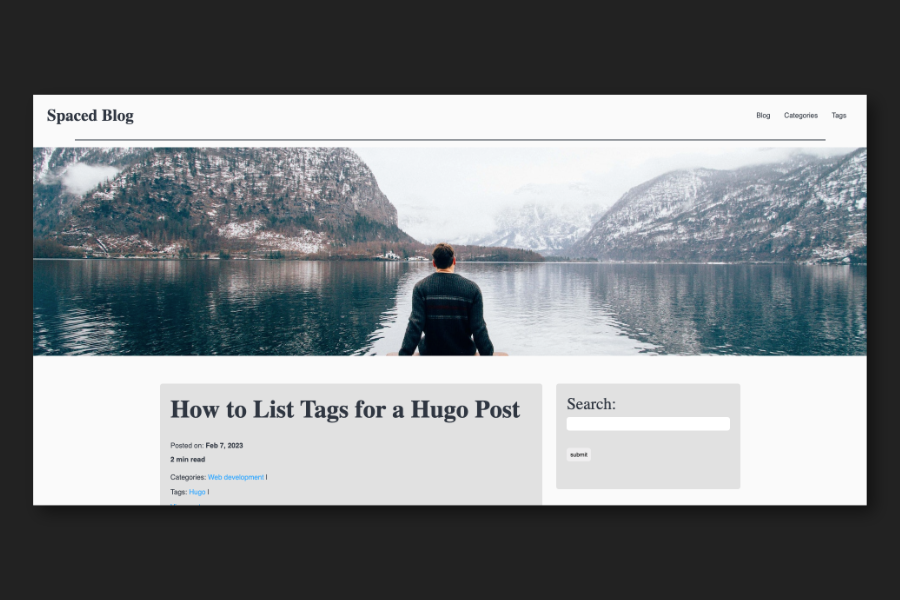 Spaced Blog
Blog Categories Tags
How to List Tags for a Hugo Post
Posted on: Feb 7, 2023
2 min read
Categories: Web development |
Tags: Hugo |
Search:
submit